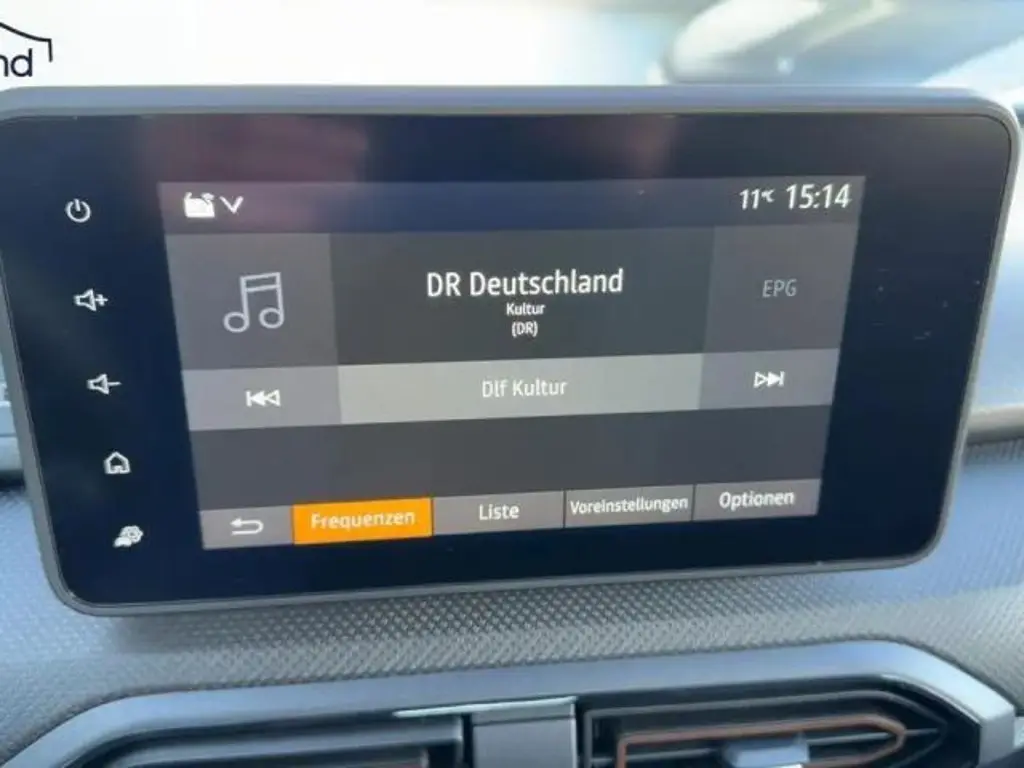 nd
11°C 15:14
DR Deutschland
Kultur
(DR)
EPG
Dlf Kultur
Frequenzen Liste Voreinstellungen Optionen